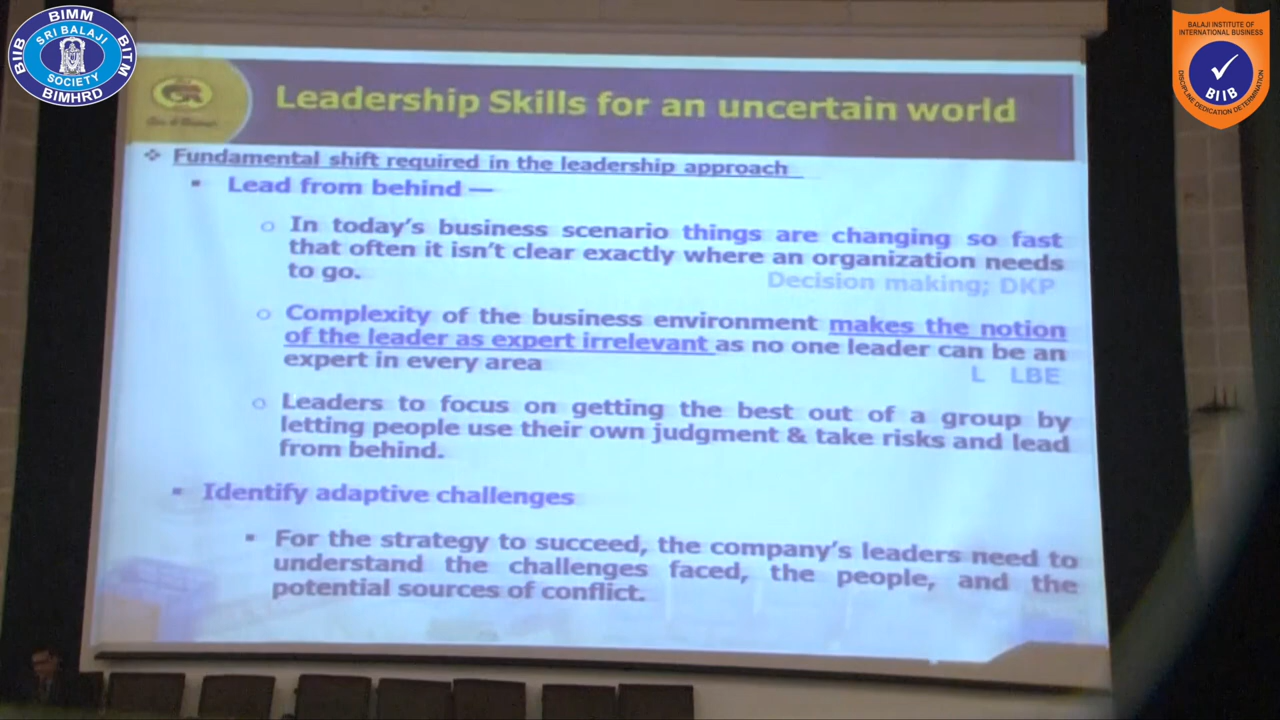 BIMM
BIIB
SRI BALAJI
SOCIETY
BITM
BIMHRD
BALAJI INSTITUTE OF
INTERNATIONAL BUSINESS
DISCIPLINE DEDICATION DETERMINATION
BIIB
Leadership Skills for an uncertain world
Fundamental shift required in the leadership approach
Lead from behind —
In today's business scenario things are changing so fast
that often it isn't clear exactly where an organization needs
to go.
Decision making; DKP
Complexity of the business environment makes the notion
of the leader as expert irrelevant as no one leader can be an
expert in every area
L LBE
Leaders to focus on getting the best out of a group by
letting people use their own judgment & take risks and lead
from behind.
Identify adaptive challenges
For the strategy to succeed, the company's leaders need to
understand the challenges faced, the people, and the
potential sources of conflict.